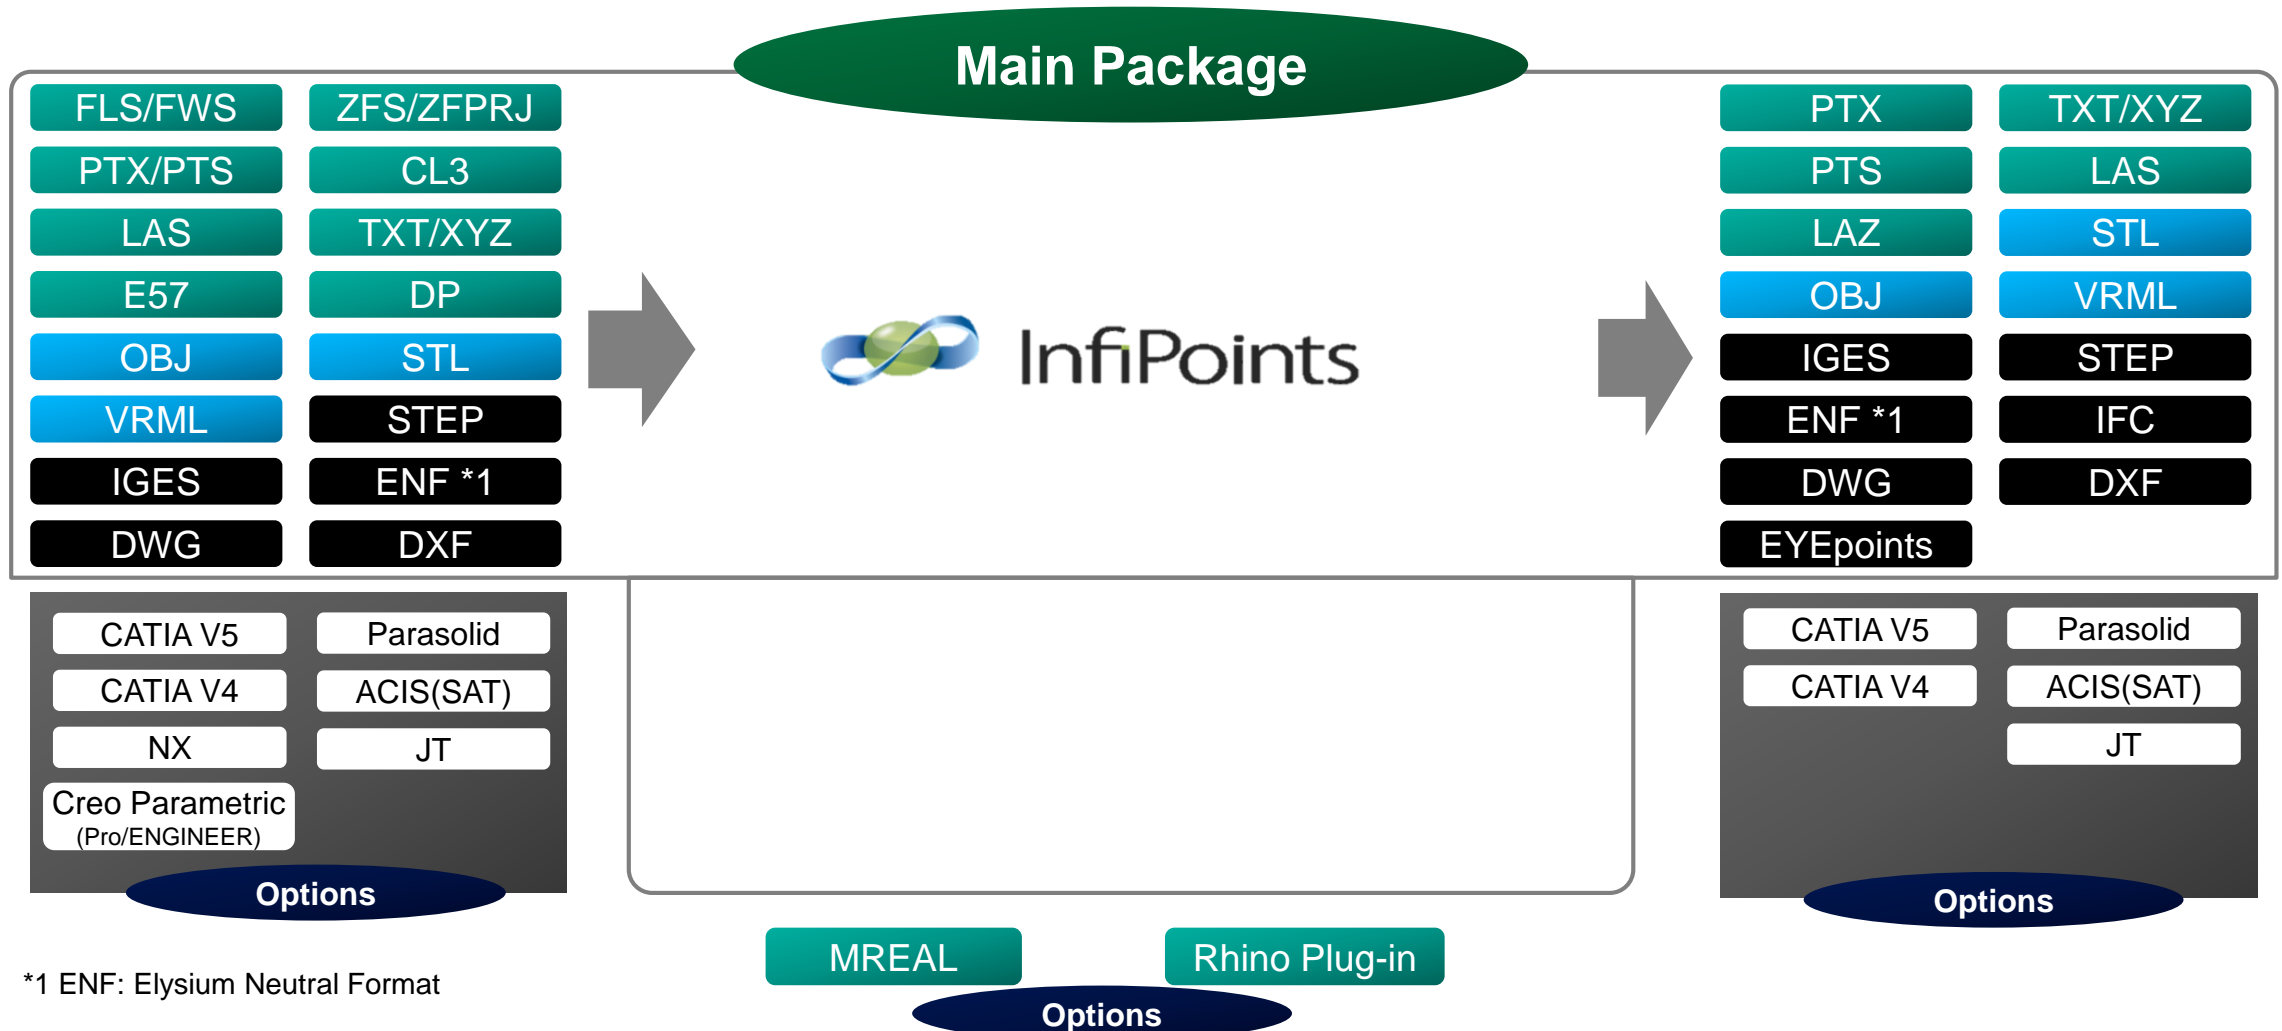 Main Package
FLS/FWS
ZFS/ZFPRJ
PTX/PTS
CL3
LAS
TXT/XYZ
E57
DP
OBJ
STL
VRML
STEP
IGES
ENF *1
DWG
DXF
InfiPoints
PTX
TXT/XYZ
PTS
LAS
LAZ
STL
OBJ
VRML
IGES
STEP
ENF *1
IFC
DWG
DXF
EYEpoints
CATIA V5
Parasolid
CATIA V4
ACIS(SAT)
NX
JT
Creo Parametric
(Pro/ENGINEER)
Options
CATIA V5
Parasolid
CATIA V4
ACIS(SAT)
JT
Options
MREAL
Rhino Plug-in
Options
*1 ENF: Elysium Neutral Format